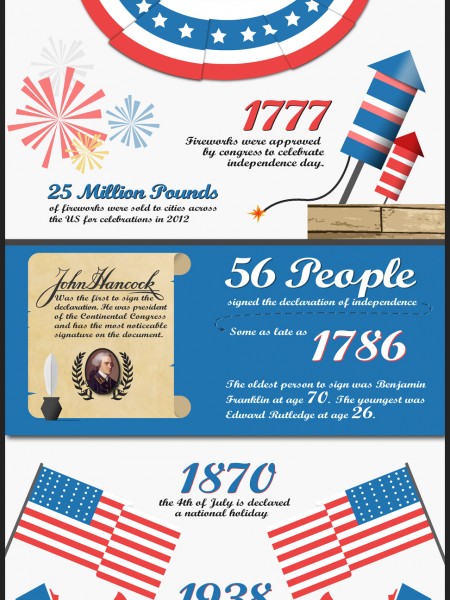 1777
Fireworks were approved
by congress to celebrate
independence day.
25 Million Pounds
of fireworks were sold to cities across
the US for celebrations in 2012
John Hancock
Was the first to sign the
declaration. He was president
of the Continental Congress
and has the most noticeable
signature on the document.
56 People
signed the declaration of independence
Some as late as
1786
The oldest person to sign was Benjamin
Franklin at age 70. The youngest was
Edward Rutledge at age 26.
1870
the 4th of July is declared
a national holiday
1938